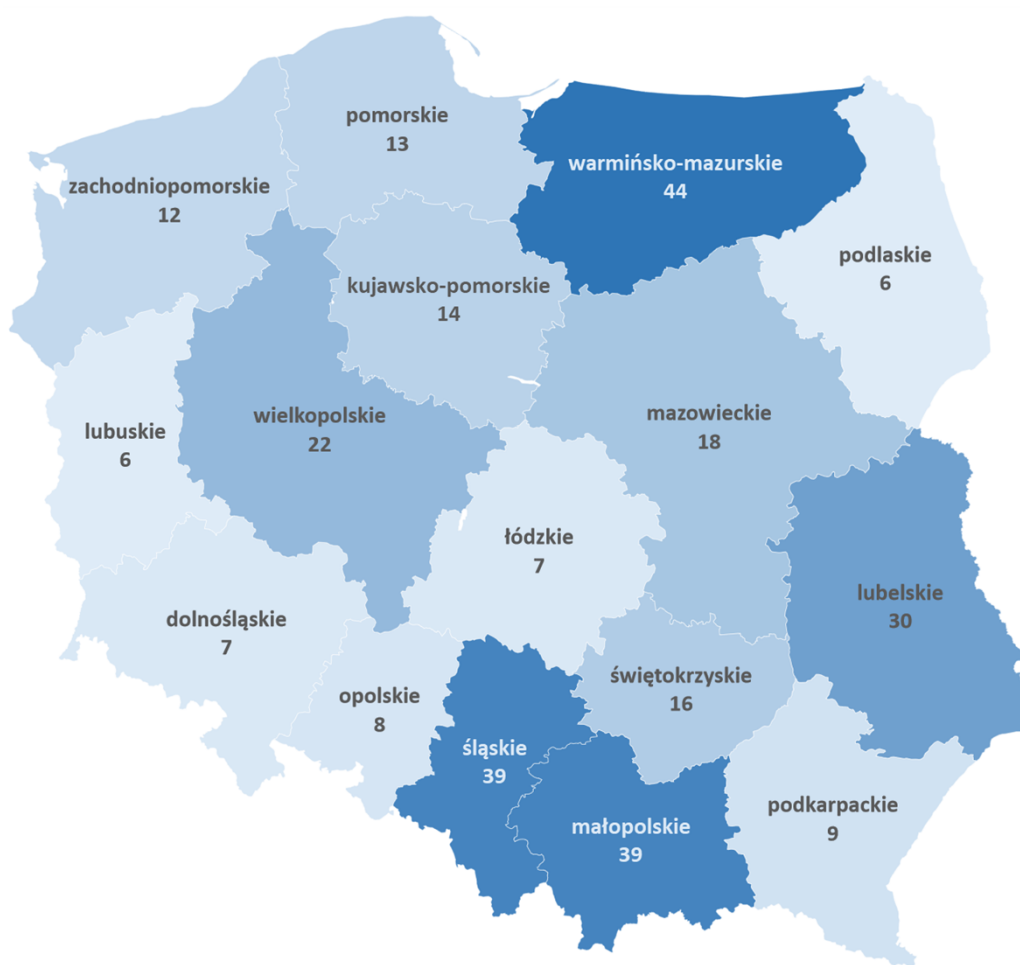 pomorskie
13
warmińsko-mazurskie
44
zachodniopomorskie
12
podlaskie
6
kujawsko-pomorskie
14
mazowieckie
18
wielkopolskie
22
lubuskie
6
łódzkie
7
lubelskie
30
dolnośląskie
7
świętokrzyskie
16
opolskie
8
śląskie
39
podkarpackie
9
małopolskie
39